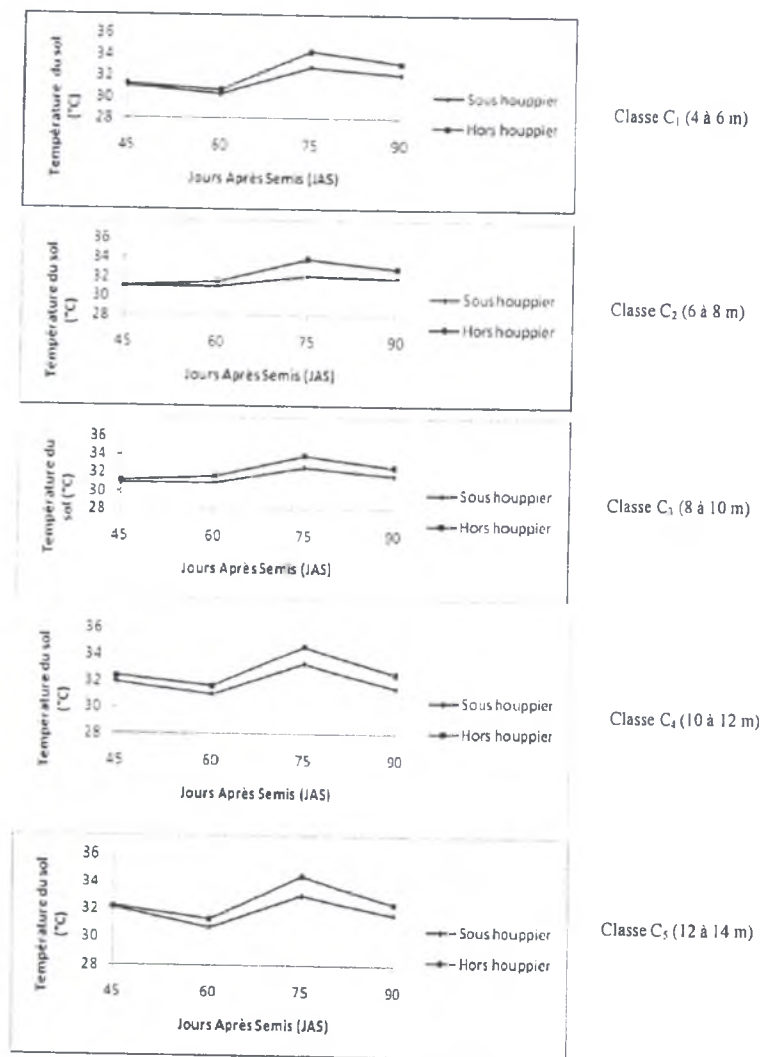 36
34
32
30
28
Température du sol
(°C)
45 60 75 90
Jours Après Semis (JAS)
Sous houppier
Hors houppier
Classe C₁ (4 à 6 m)
36
34
32
30
28
Température du sol
(°C)
45 60 75 90
Jours Après Semis (JAS)
Sous houppier
Hors houppier
Classe C₂ (6 à 8 m)
36
34
32
30
28
Température du
sol (°C)
45 60 75 90
Jours Après Semis (JAS)
Sous houppier
Hors houppier
Classe C₃ (8 à 10 m)
36
34
32
30
28
Température du sol
(°C)
45 60 75 90
Jours Après Semis (JAS)
Sous houppier
Hors houppier
Classe C₄ (10 à 12 m)
36
34
32
30
28
Température du sol
(°C)
45 60 75 90
Jours Après Semis (JAS)
Sous houppier
Hors houppier
Classe C₅ (12 à 14 m)